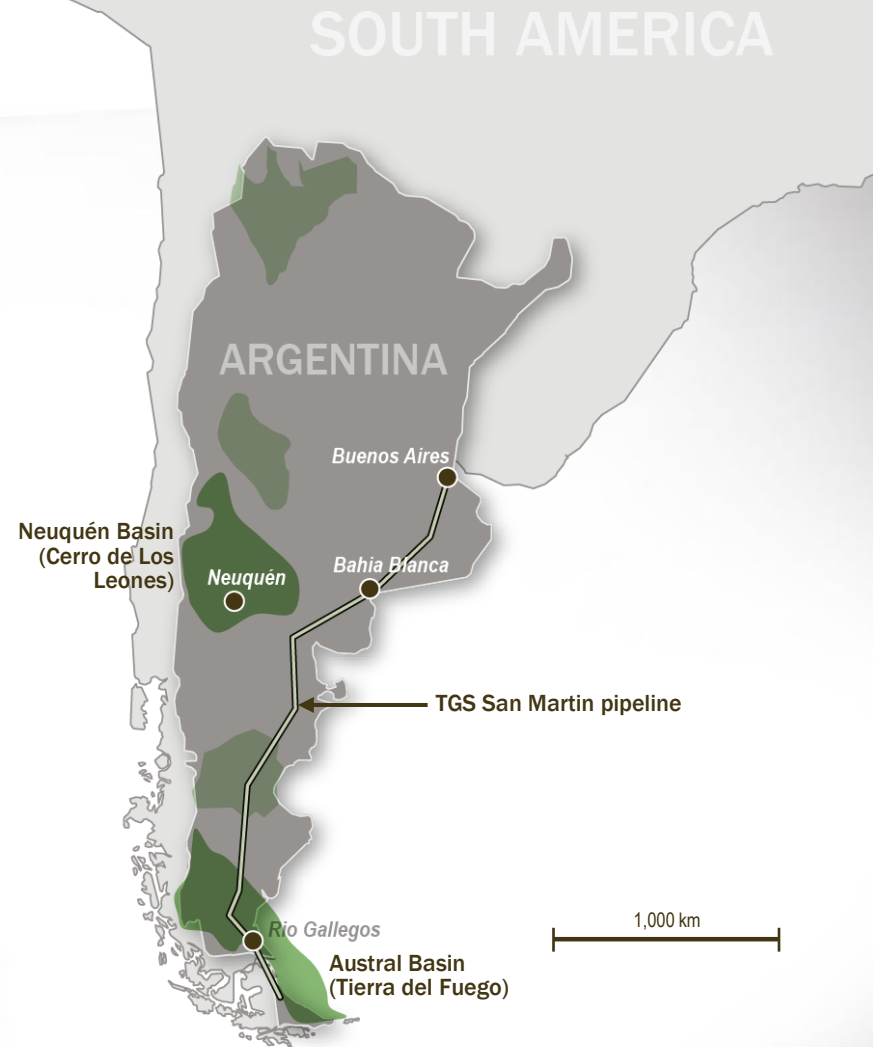 SOUTH AMERICA
ARGENTINA
Buenos Aires
Neuquén Basin
(Cerro de Los
Leones)
Bahia Blanca
Neuquén
TGS San Martin pipeline
1,000 km
Rio Gallegos
Austral Basin
(Tierra del Fuego)